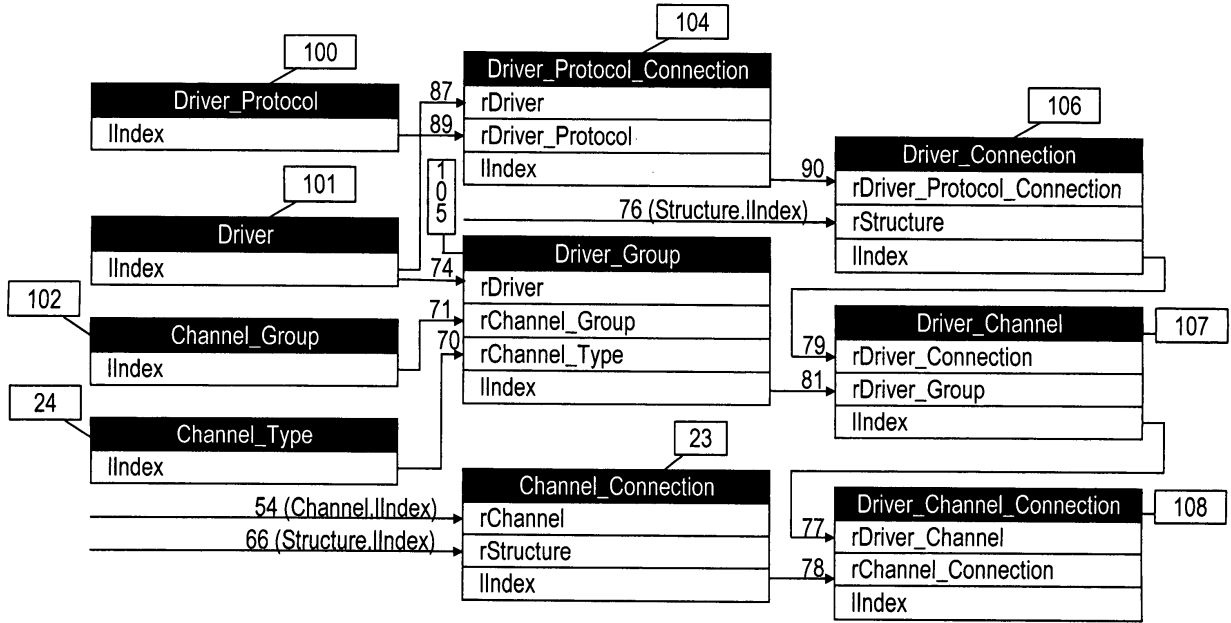 100
Driver_Protocol
lIndex
101
Driver
lIndex
102
Channel_Group
lIndex
24
Channel_Type
lIndex
104
Driver_Protocol_Connection
87 rDriver
89 rDriver_Protocol
lIndex
105
Driver_Group
74 rDriver
71 rChannel_Group
70 rChannel_Type
lIndex
23
Channel_Connection
54 (Channel.lIndex) rChannel
66 (Structure.lIndex) rStructure
lIndex
106
Driver_Connection
90 rDriver_Protocol_Connection
76 (Structure.lIndex) rStructure
lIndex
107
Driver_Channel
79 rDriver_Connection
81 rDriver_Group
lIndex
108
Driver_Channel_Connection
77 rDriver_Channel
78 rChannel_Connection
lIndex